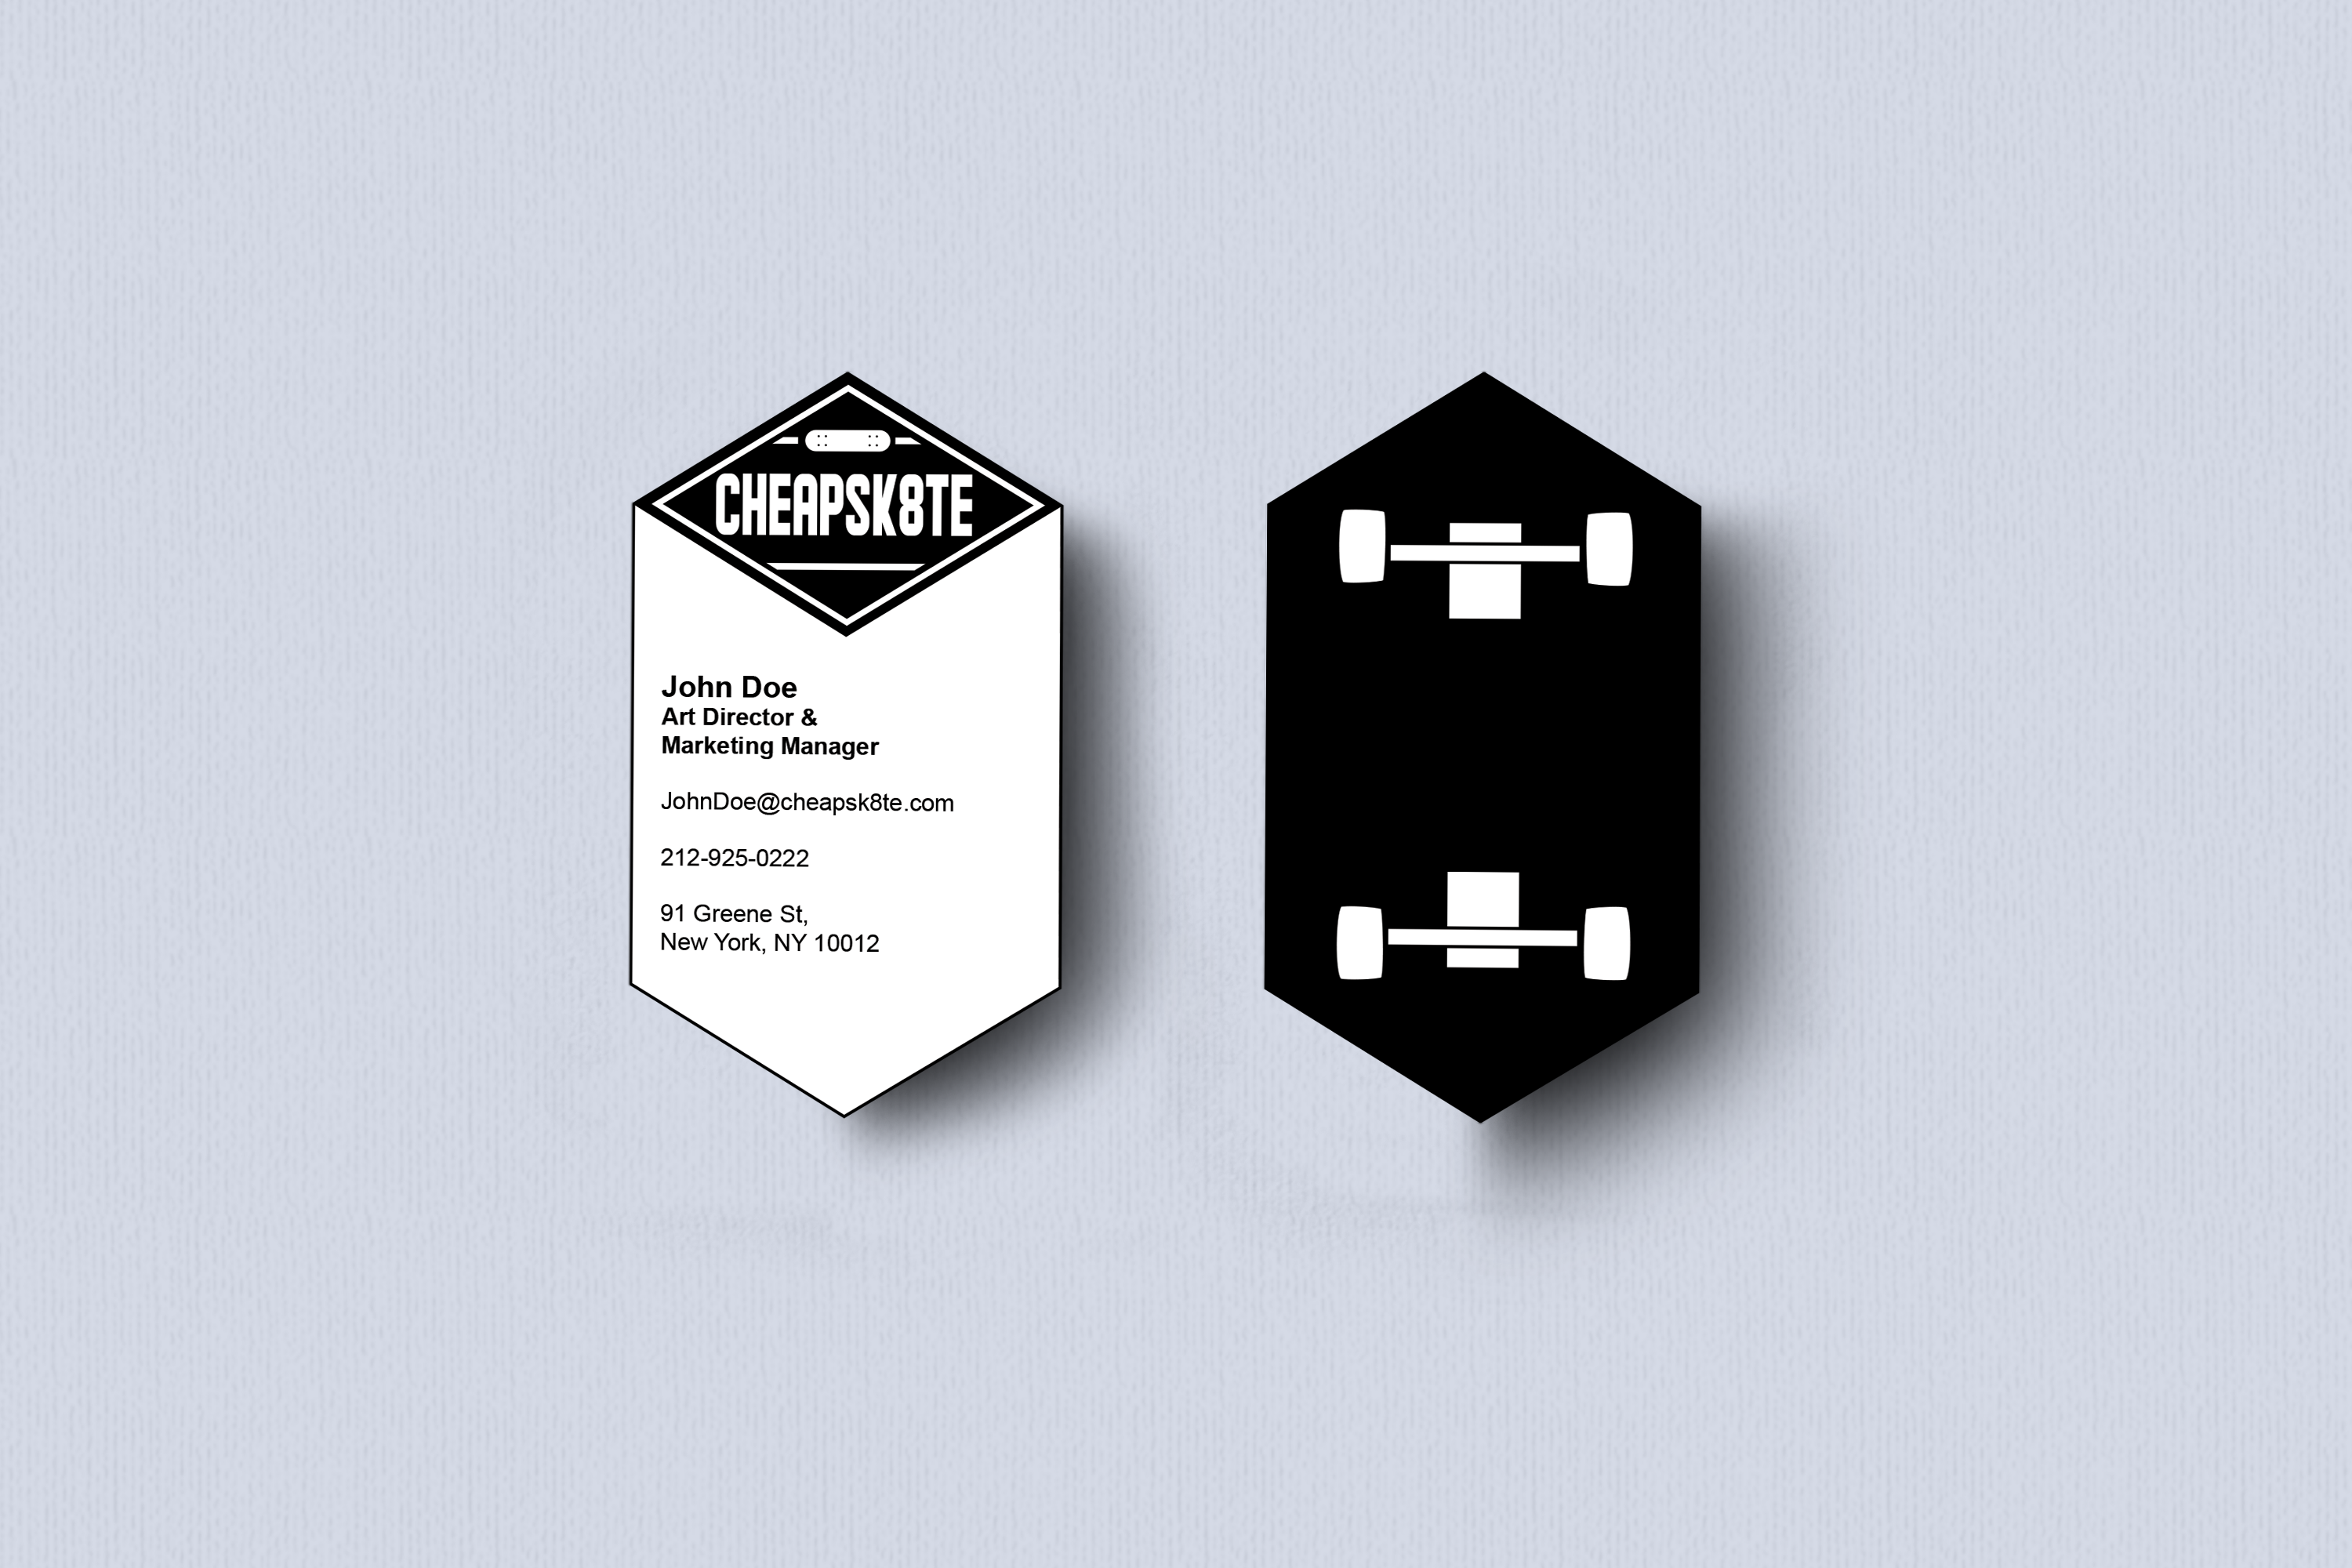 CHEAPSK8TE
John Doe
Art Director &
Marketing Manager
JohnDoe@cheapsk8te.com
212-925-0222
91 Greene St,
New York, NY 10012